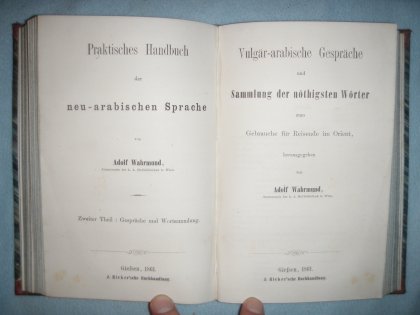 Praktisches Handbuch
der
neu-arabischen Sprache
von
Adolf Wahrmund,
Zweiter Theil: Gespräche und Wortsammlung.
Gießen, 1861.
J. Ricker'sche Buchhandlung.
Vulgär-arabische Gespräche
und
Sammlung der nöthigsten Wörter
zum
Gebrauche für Reisende im Orient,
herausgegeben
von
Adolf Wahrmund,
Gießen, 1861.
J. Ricker'sche Buchhandlung.